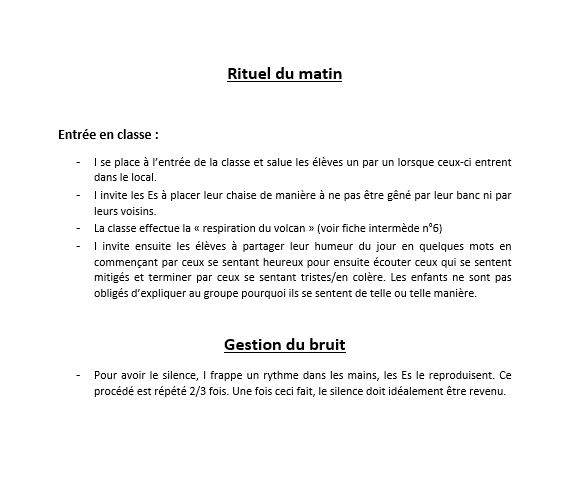 Rituel du matin
Entrée en classe :
- I se place à l'entrée de la classe et salue les élèves un par un lorsque ceux-ci entrent
dans le local.
- I invite les Es à placer leur chaise de manière à ne pas être gêné par leur banc ni par
leurs voisins.
- La classe effectue la « respiration du volcan » (voir fiche intermède n°6)
- I invite ensuite les élèves à partager leur humeur du jour en quelques mots en
commençant par ceux se sentant heureux pour ensuite écouter ceux qui se sentent
mitigés et terminer par ceux se sentant tristes/en colère. Les enfants ne sont pas
obligés d'expliquer au groupe pourquoi ils se sentent de telle ou telle manière.
Gestion du bruit
- Pour avoir le silence, I frappe un rythme dans les mains, les Es le reproduisent. Ce
procédé est répété 2/3 fois. Une fois ceci fait, le silence doit idéalement être revenu.